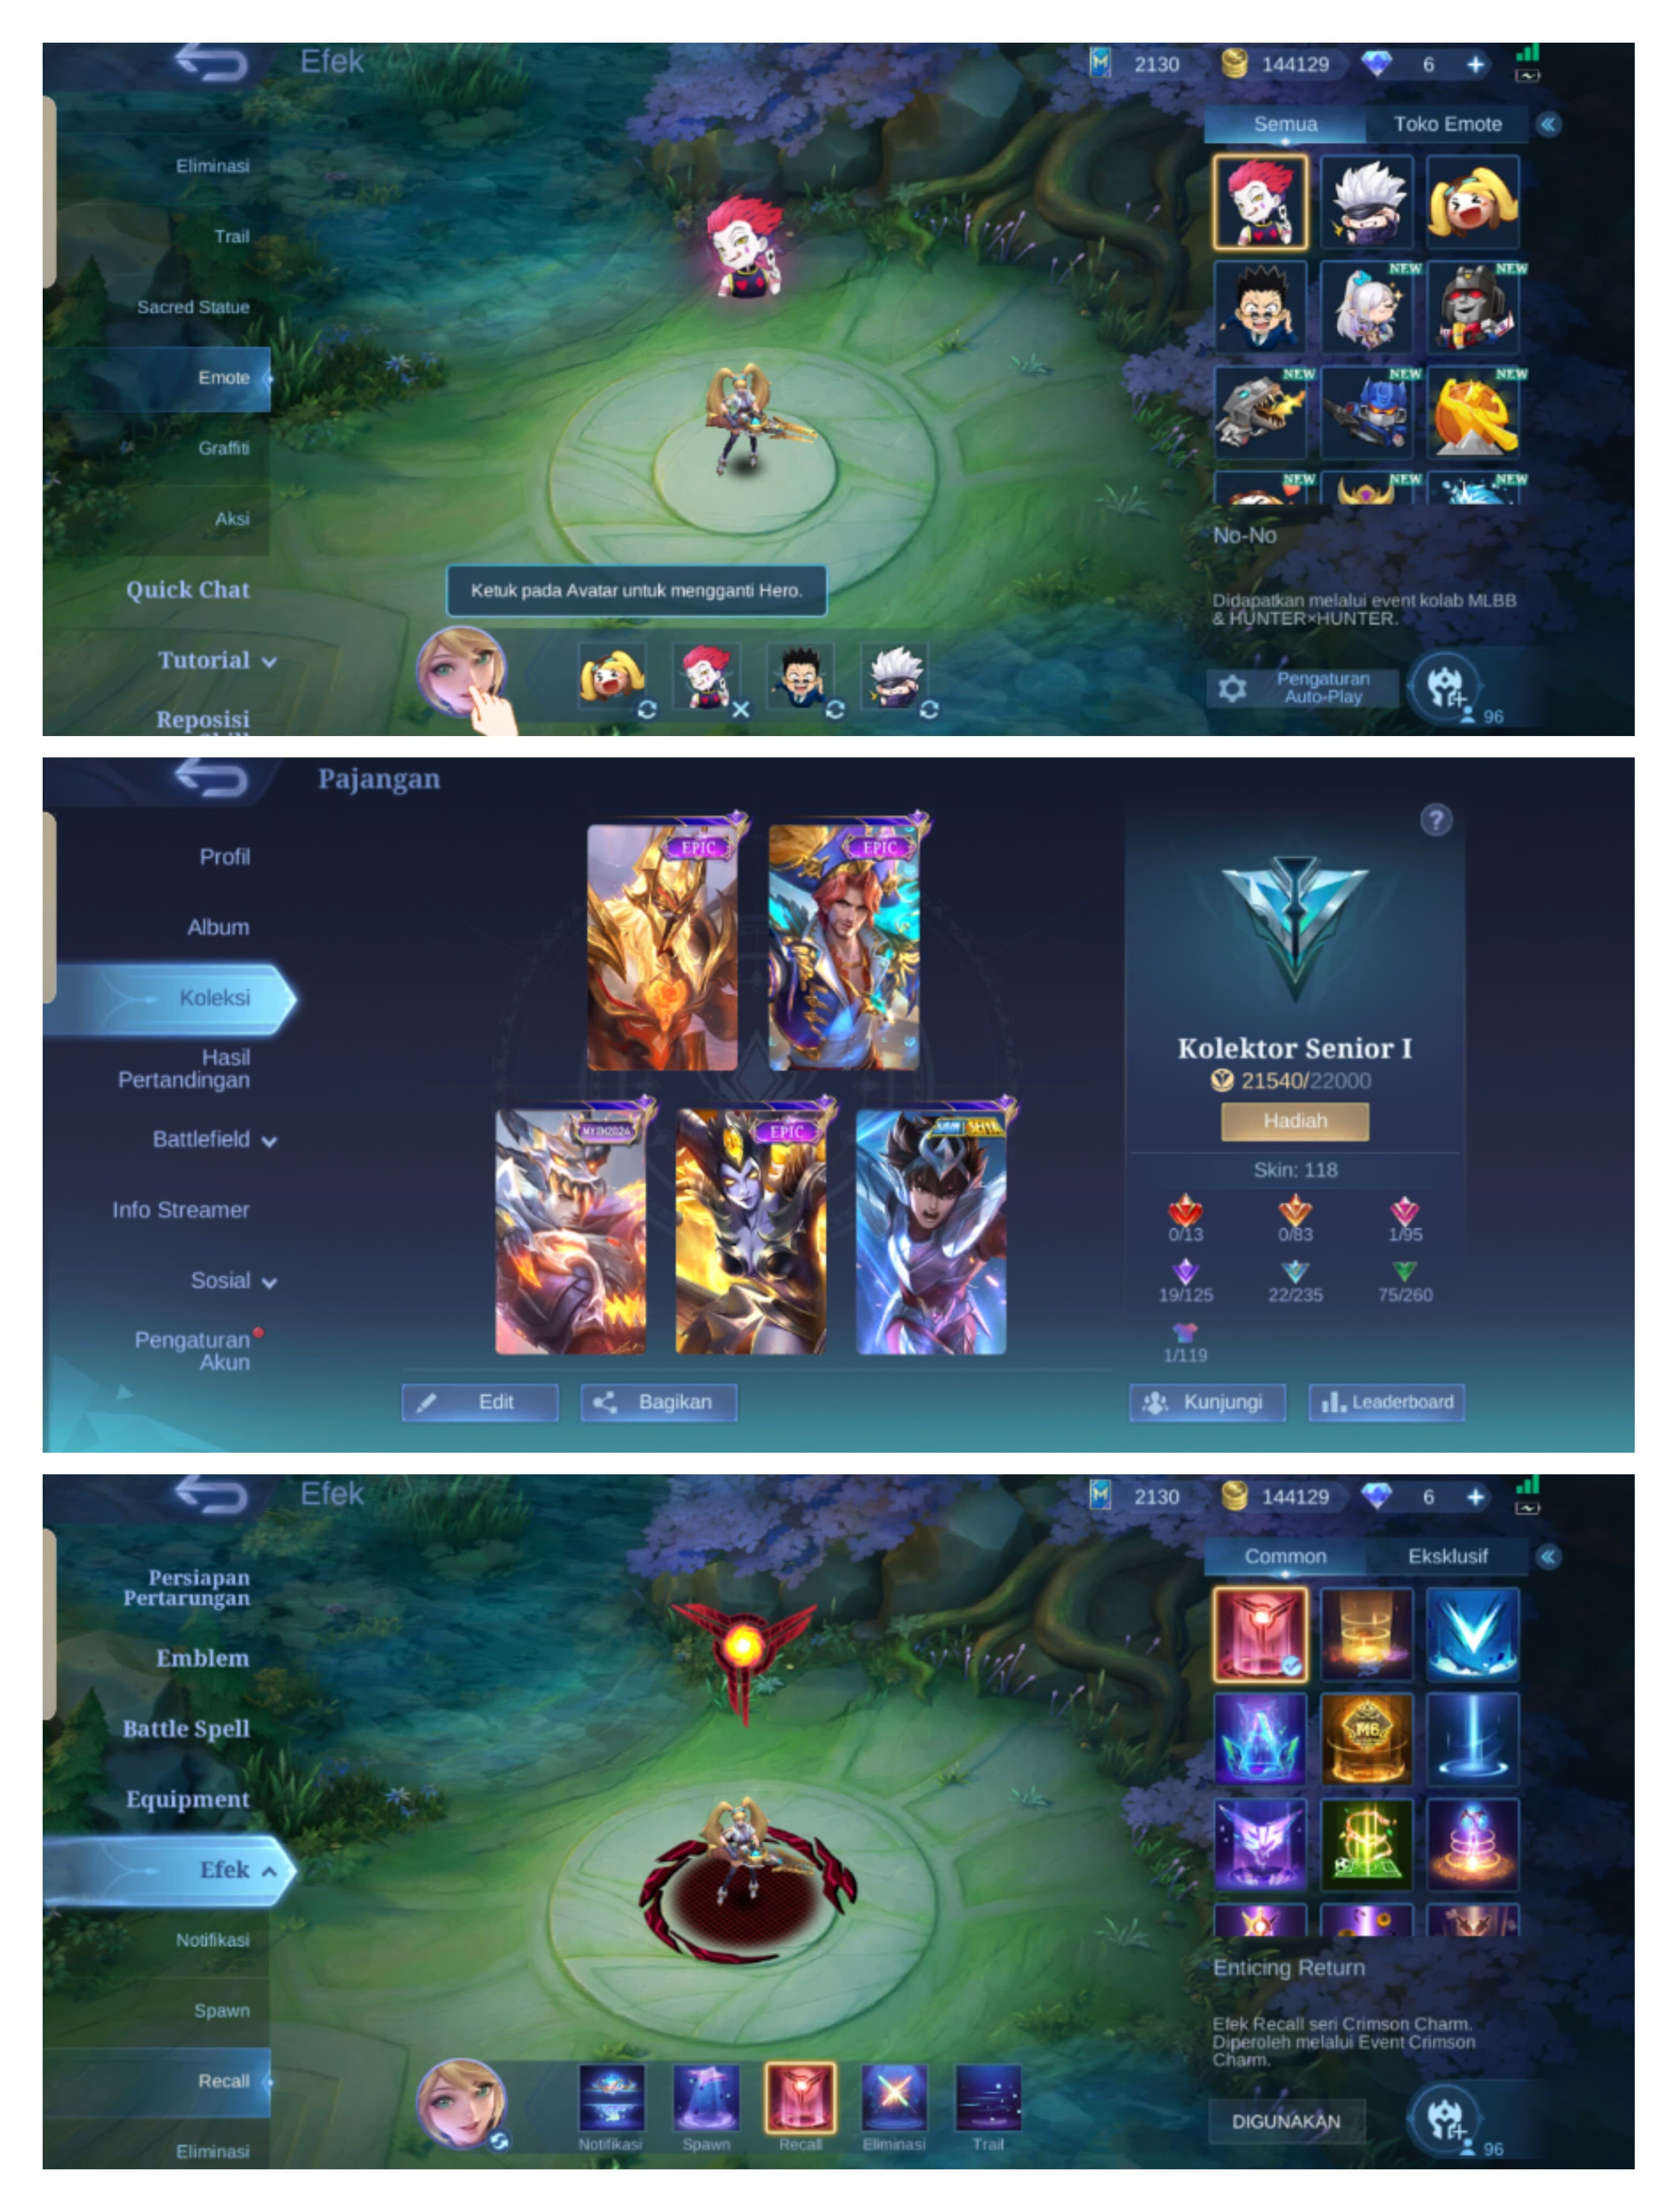 Efek
2130
144129
6
Semua
Toko Emote
Eliminasi
Trail
Sacred Statue
Emote
Graffiti
Aksi
Quick Chat
Tutorial
Reposisi
NEW
NEW
NEW
NEW
NEW
NEW
NEW
NEW
No-No
Didapatkan melalui event kolab MLBB
& HUNTER×HUNTER.
Ketuk pada Avatar untuk mengganti Hero.
Pengaturan
Auto-Play
96
Pajangan
Profil
Album
Koleksi
Hasil
Pertandingan
Battlefield
Info Streamer
Sosial
Pengaturan
Akun
EPIC
EPIC
MYTH2024
EPIC
?
Kolektor Senior I
21540/22000
Hadiah
Skin: 118
0/13
0/83
1/95
19/125
22/235
75/260
1/119
Edit
Bagikan
Kunjungi
Leaderboard
Efek
2130
144129
6
Common
Eksklusif
Persiapan
Pertarungan
Emblem
Battle Spell
Equipment
Efek
Notifikasi
Spawn
Recall
Eliminasi
M6
Enticing Return
Efek Recall seri Crimson Charm.
Diperoleh melalui Event Crimson
Charm.
Notifikasi
Spawn
Recall
Eliminasi
Trail
DIGUNAKAN
96